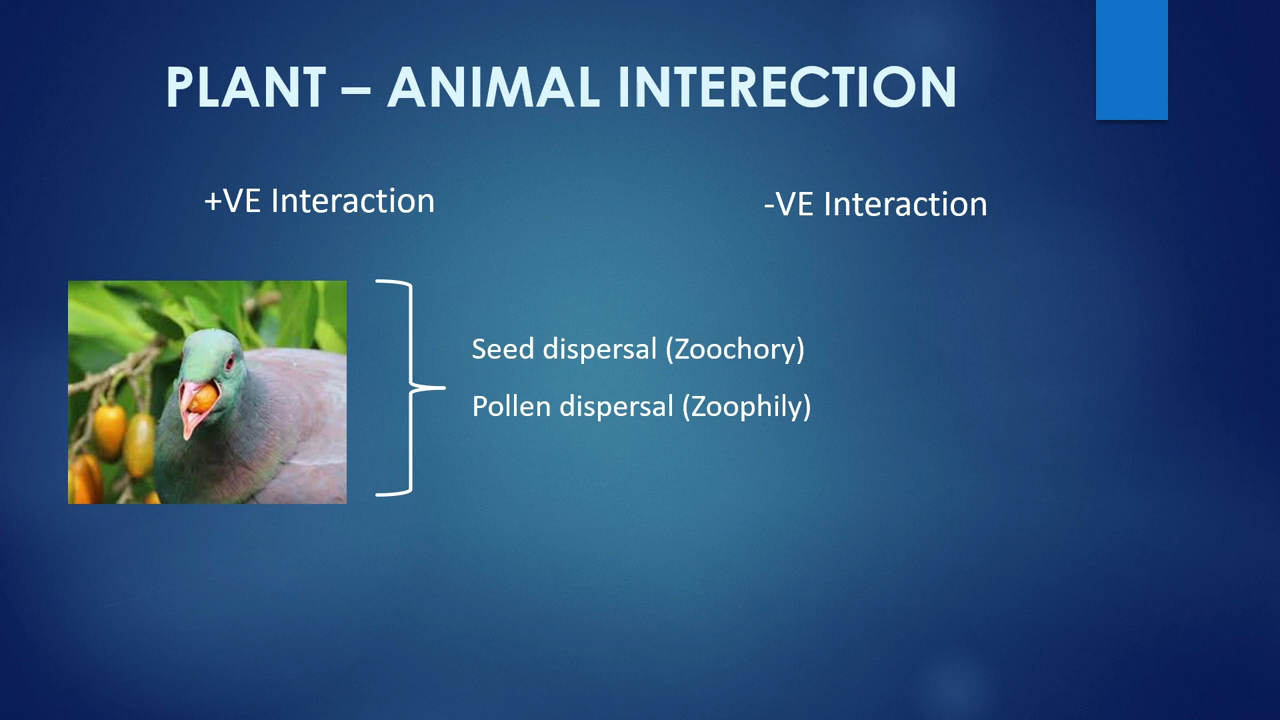 PLANT – ANIMAL INTERECTION
+VE Interaction
-VE Interaction
Seed dispersal (Zoochory)
Pollen dispersal (Zoophily)